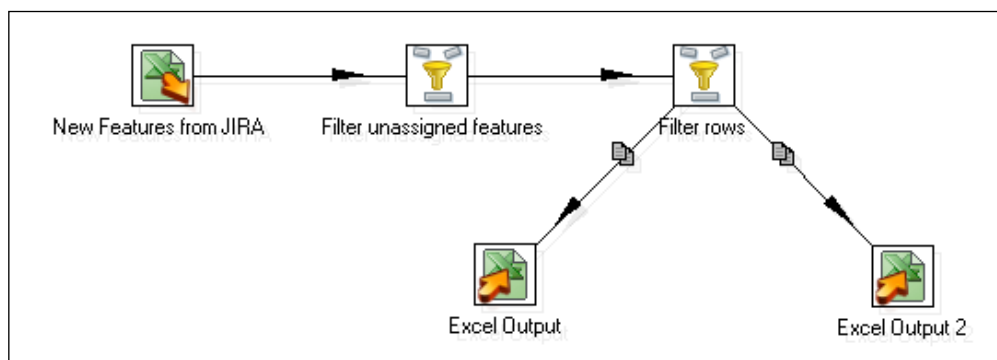 New Features from JIRA
Filter unassigned features
Filter rows
Excel Output
Excel Output 2